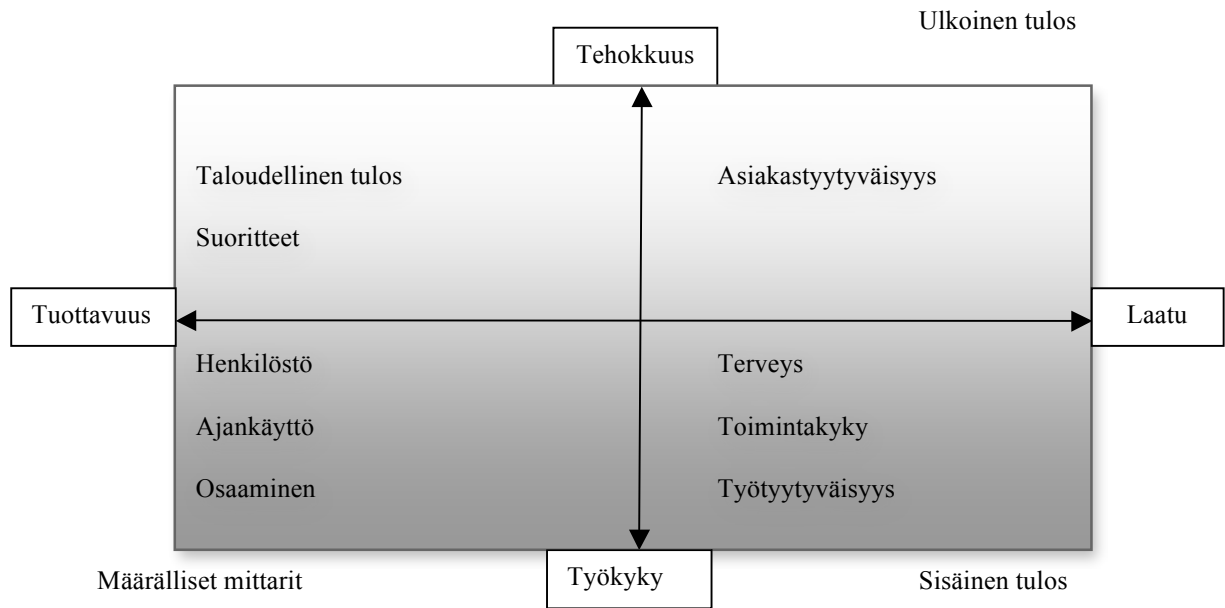 Ulkoinen tulos
Tehokkuus
Taloudellinen tulos
Asiakastyytyväisyys
Suoritteet
Tuottavuus
Laatu
Henkilöstö
Terveys
Ajankäyttö
Toimintakyky
Osaaminen
Työtyytyväisyys
Määrälliset mittarit
Työkyky
Sisäinen tulos